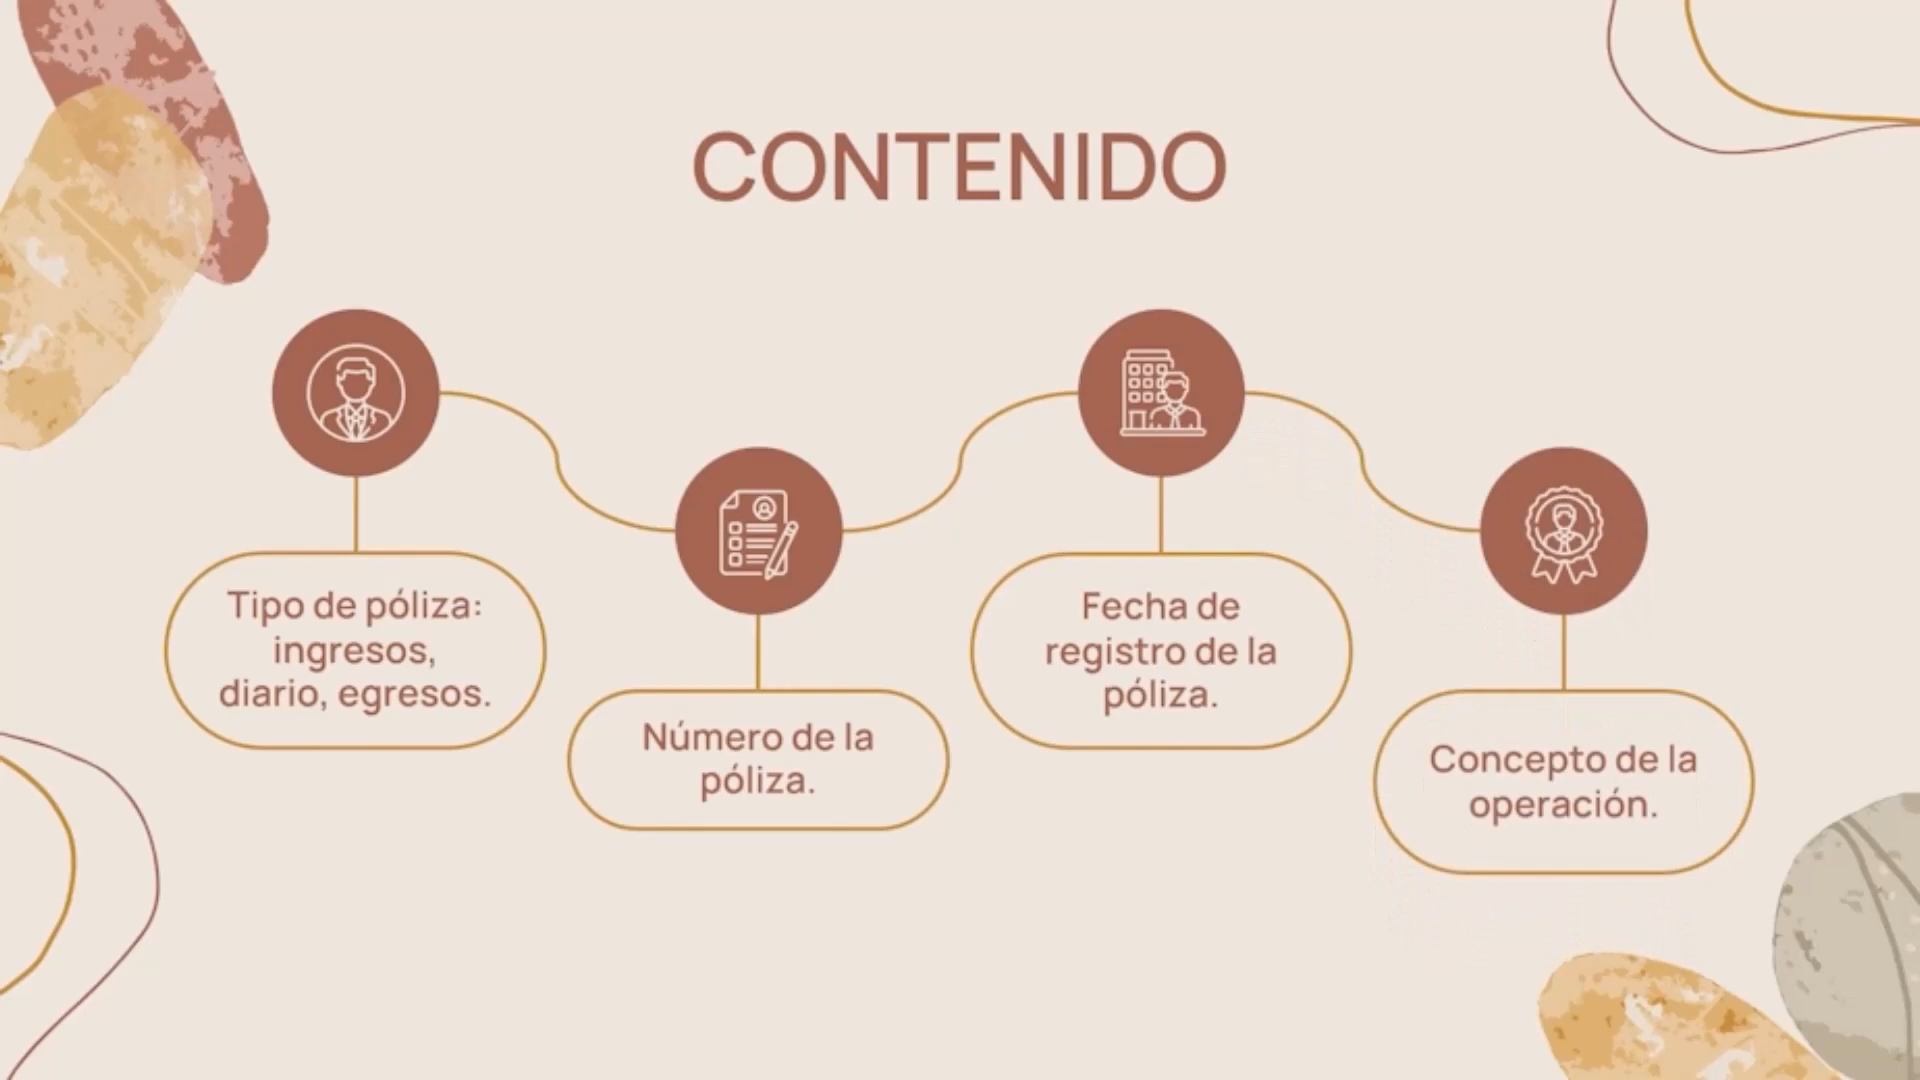 CONTENIDO
Tipo de póliza:
ingresos,
diario, egresos.
Número de la
póliza.
Fecha de
registro de la
póliza.
Concepto de la
operación.